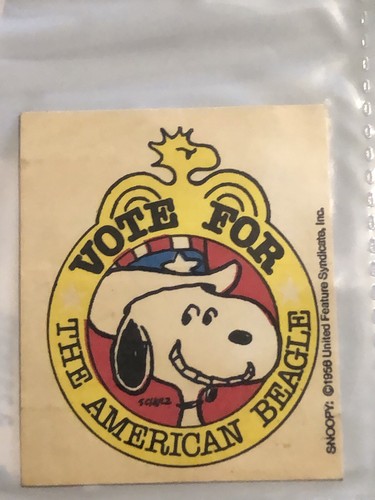 VOTE FOR
THE AMERICAN BEAGLE
SCHULZ
SNOOPY: ©1958 United Feature Syndicate, Inc.